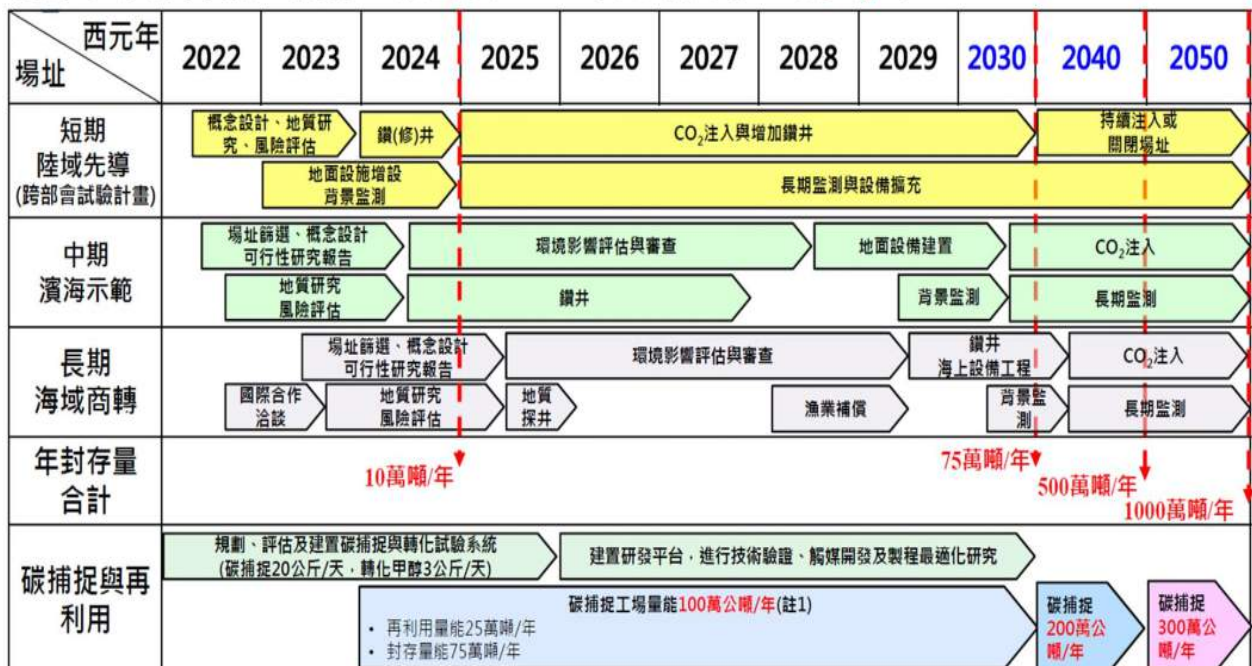 西元年
場址
2022
2023
2024
2025
2026
2027
2028
2029
2030
2040
2050
短期
陸域先導
(跨部會試驗計畫)
概念設計、地質研
究、風險評估
鑽(修)井
CO₂注入與增加鑽井
持續注入或
關閉場址
地面設施增設
背景監測
長期監測與設備擴充
中期
濱海示範
場址篩選、概念設計
可行性研究報告
環境影響評估與審查
地面設備建置
CO₂注入
地質研究
風險評估
鑽井
背景監測
長期監測
長期
海域商轉
場址篩選、概念設計
可行性研究報告
環境影響評估與審查
鑽井
海上設備工程
CO₂注入
國際合作
洽談
地質研究
風險評估
地質
探井
漁業補償
背景監
測
長期監測
年封存量
合計
10萬噸/年
75萬噸/年
500萬噸/年
1000萬噸/年
碳捕捉與再
利用
規劃、評估及建置碳捕捉與轉化試驗系統
(碳捕捉20公斤/天，轉化甲醇3公斤/天)
建置研發平台，進行技術驗證、觸媒開發及製程最適化研究
碳捕捉工場量能100萬公噸/年(註1)
• 再利用量能25萬噸/年
• 封存量能75萬噸/年
碳捕捉
200萬公
噸/年
碳捕捉
300萬公
噸/年